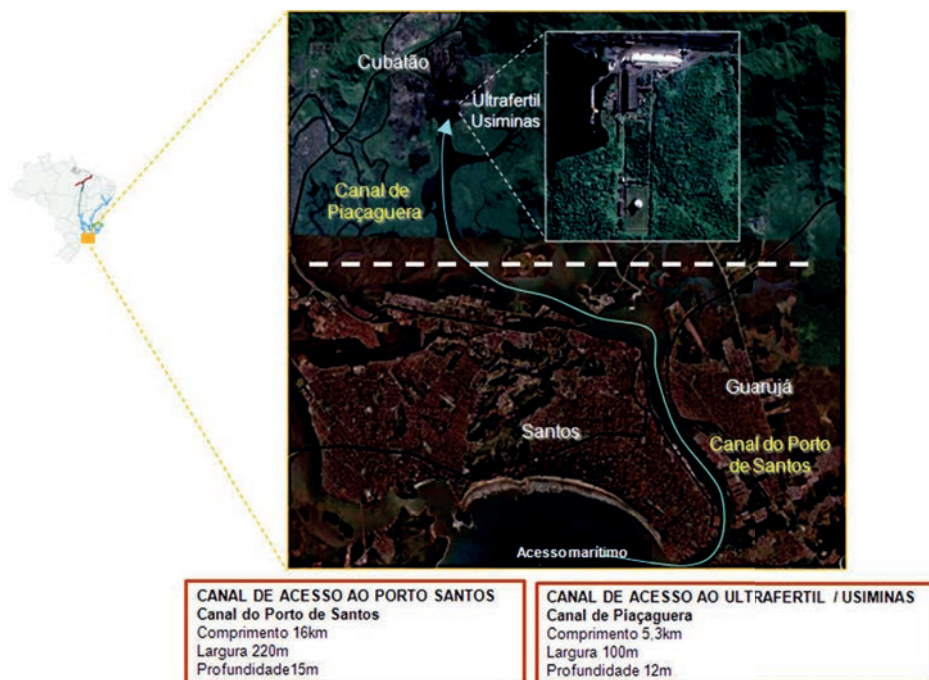 Cubatão
Ultrafertil
Usiminas
Canal de
Piaçaguera
Guarujá
Santos
Canal do Porto
de Santos
Acesso marítimo
CANAL DE ACESSO AO PORTO SANTOS
Canal do Porto de Santos
Comprimento 16km
Largura 220m
Profundidade15m
CANAL DE ACESSO AO ULTRAFERTIL / USIMINAS
Canal de Piaçaguera
Comprimento 5,3km
Largura 100m
Profundidade 12m